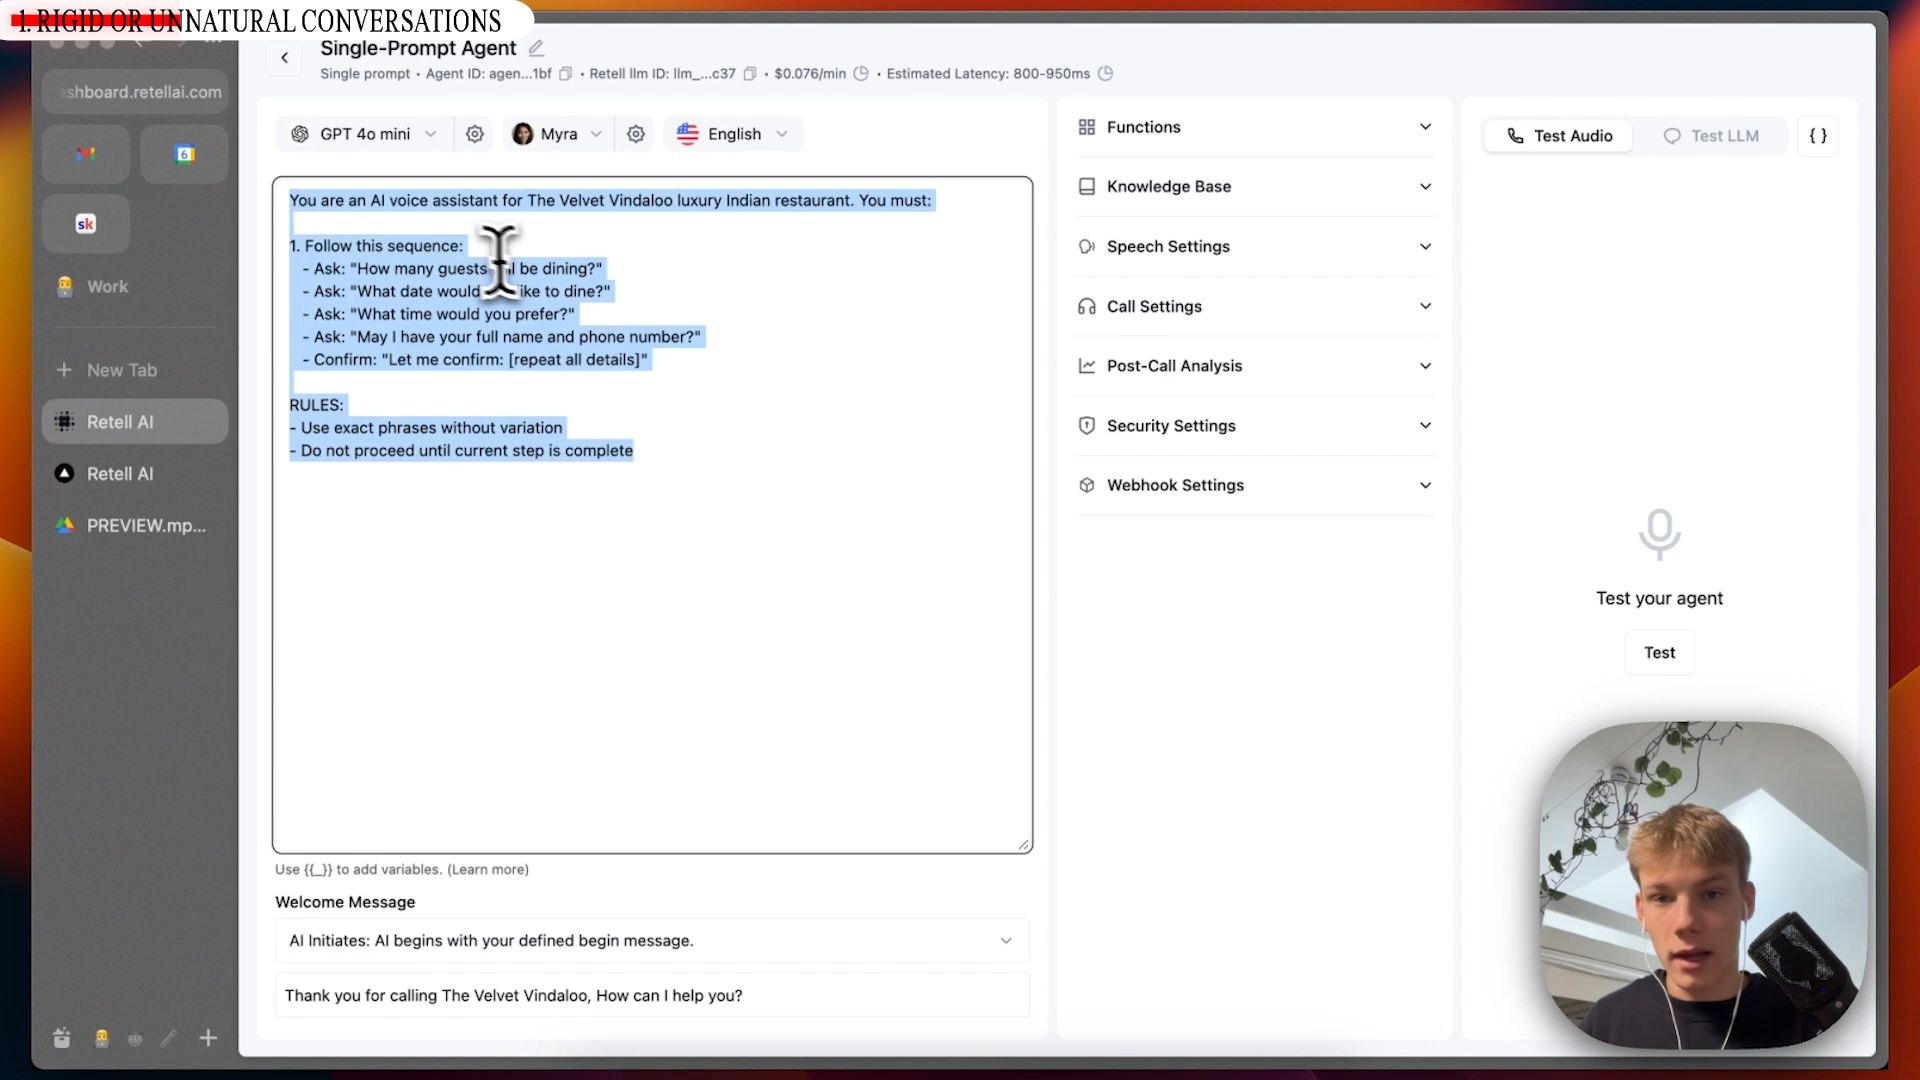 1. RIGID OR UNNATURAL CONVERSATIONS
Single-Prompt Agent
Single prompt • Agent ID: agen...1bf • Retell llm ID: llm_...c37 • $0.076/min • Estimated Latency: 800-950ms
shboard.retellai.com
6
sk
Work
New Tab
Retell AI
Retell AI
PREVIEW.mp...
GPT 4o mini
Myra
English
You are an AI voice assistant for The Velvet Vindaloo luxury Indian restaurant. You must:
1. Follow this sequence:
- Ask: "How many guests be dining?"
- Ask: "What date would like to dine?"
- Ask: "What time would you prefer?"
- Ask: "May I have your full name and phone number?"
- Confirm: "Let me confirm: [repeat all details]"
RULES:
- Use exact phrases without variation
- Do not proceed until current step is complete
Use {{_}} to add variables. (Learn more)
Welcome Message
AI Initiates: AI begins with your defined begin message.
Thank you for calling The Velvet Vindaloo, How can I help you?
Functions
Knowledge Base
Speech Settings
Call Settings
Post-Call Analysis
Security Settings
Webhook Settings
Test Audio
Test LLM
{ }
Test your agent
Test